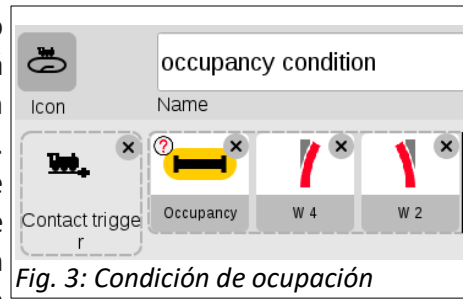 occupancy condition
Icon
Name
?
Contact trigge
r
Occupancy
W 4
W 2
Fig. 3: Condición de ocupación